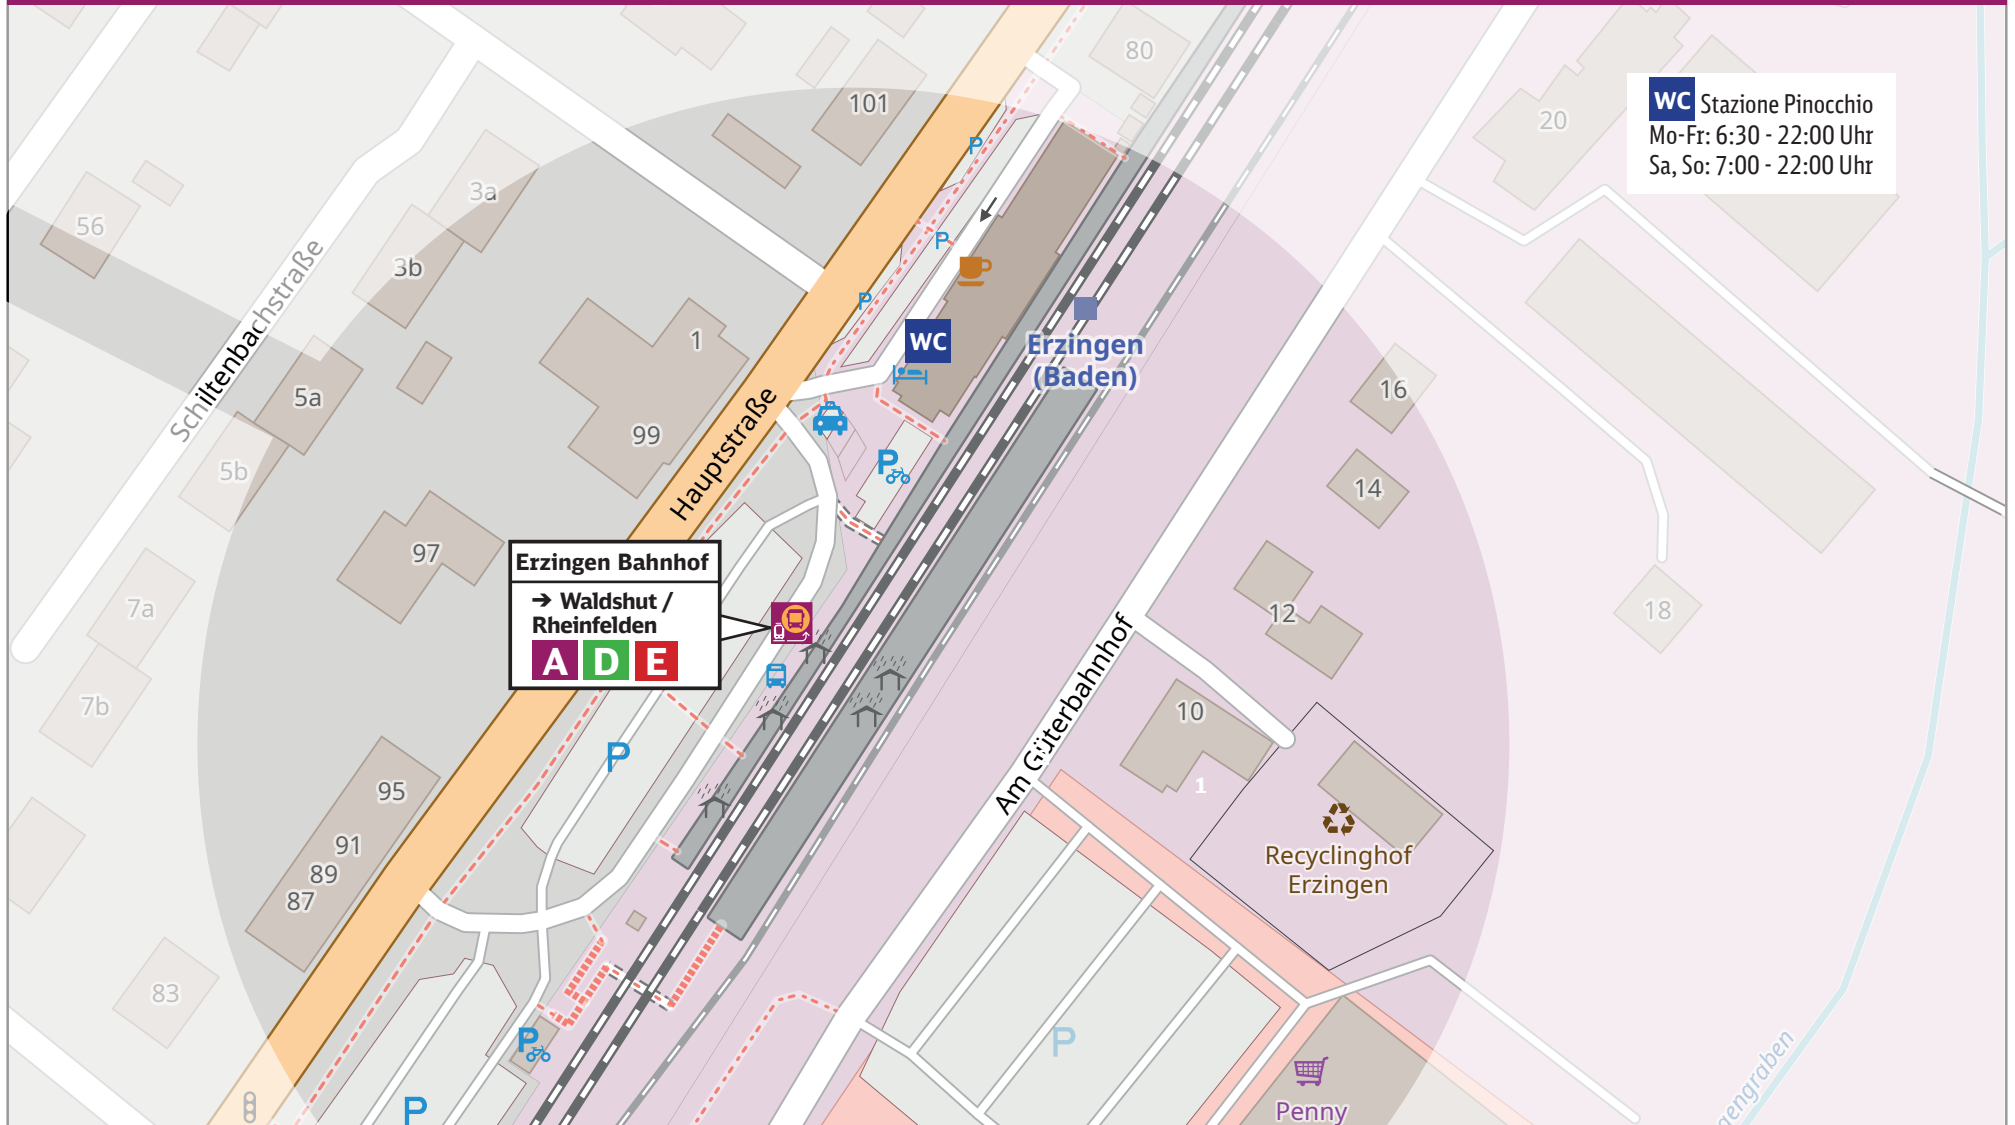 80
101
20
WC Stazione Pinocchio
Mo-Fr: 6:30 - 22:00 Uhr
Sa, So: 7:00 - 22:00 Uhr
P
3a
56
3b
P
P
1
WC
Erzingen
(Baden)
Schiltenbachstraße
5a
16
99
Hauptstraße
5b
P
14
97
Erzingen Bahnhof
➔ Waldshut /
Rheinfelden
A D E
7a
12
18
7b
10
P
Am Güterbahnhof
95
1
91
89
87
Recyclinghof
Erzingen
83
P
P
P
Penny
engraben